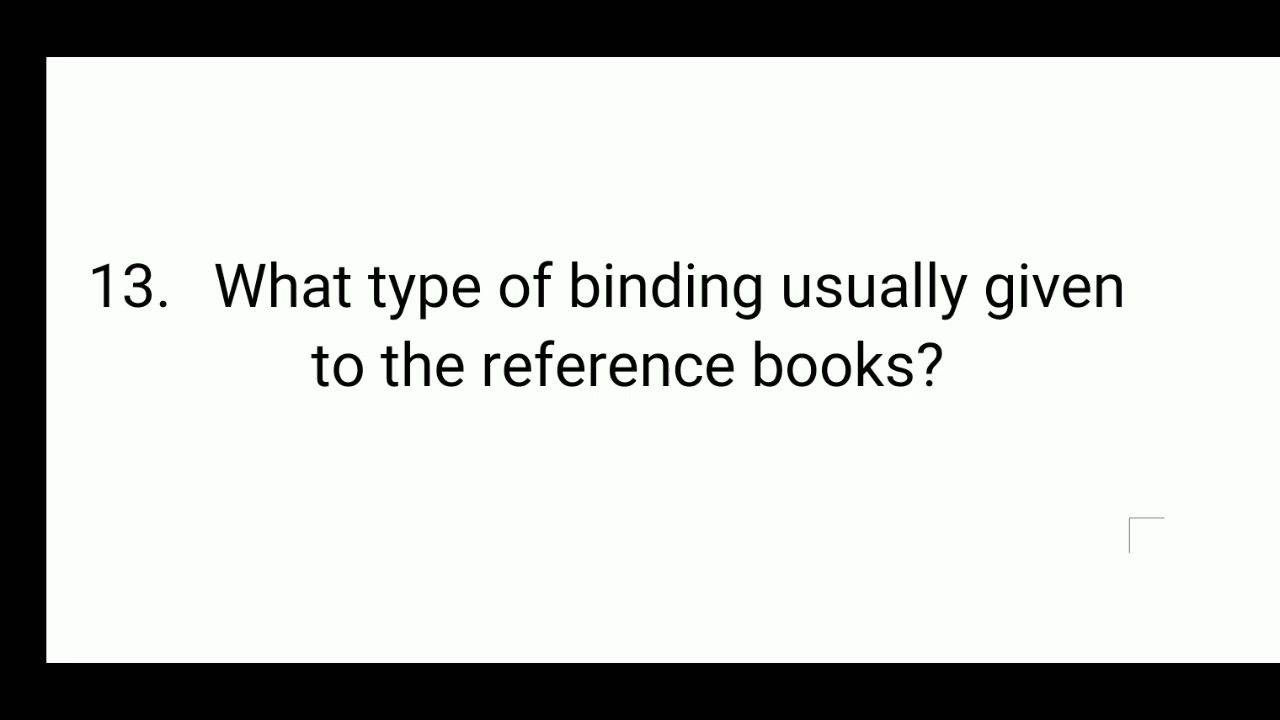 13. What type of binding usually given
to the reference books?